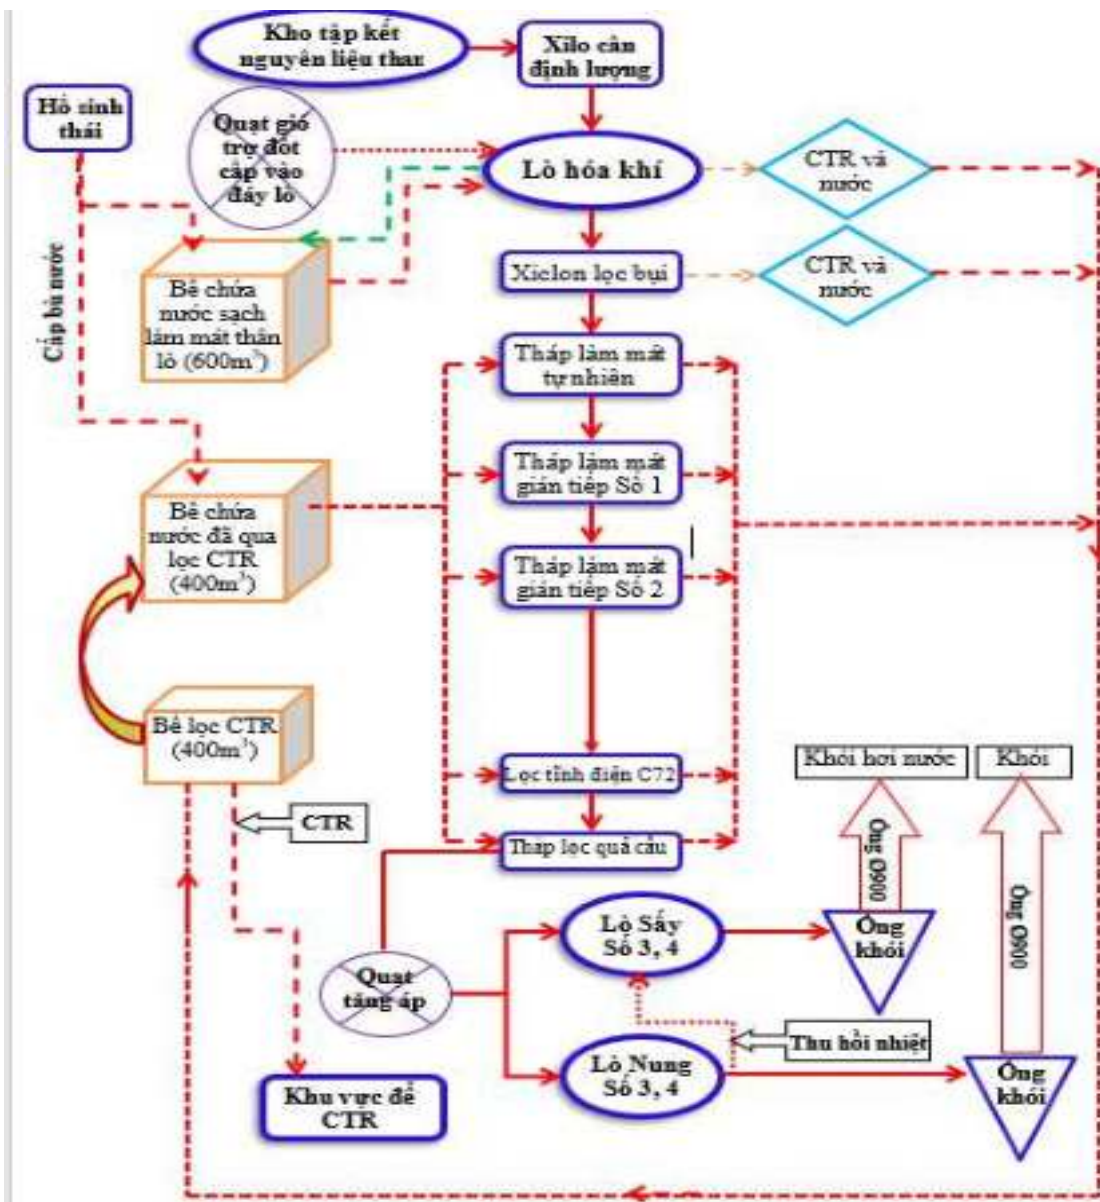 Kho tập kết
nguyên liệu than
Xilo cân
định lượng
Hồ sinh
thái
Quạt gió
trợ đốt
cấp vào
đáy lò
Lò hóa khí
CTR và
nước
Xiclon lọc bụi
CTR và
nước
Cấp bù nước
Bể chứa
nước sạch
làm mát thân
lò (600m³)
Tháp làm mát
tự nhiên
Tháp làm mát
gián tiếp Số 1
Bể chứa
nước đã qua
lọc CTR
(400m³)
Tháp làm mát
gián tiếp Số 2
Bể lọc CTR
(400m³)
Lọc tĩnh điện C72
Khói hơi nước
Khói
CTR
Tháp lọc quả cầu
Ống Ø900
Ống Ø900
Lò Sấy
Số 3, 4
Ống
khói
Quạt
tăng áp
Thu hồi nhiệt
Lò Nung
Số 3, 4
Ống
khói
Khu vực để
CTR